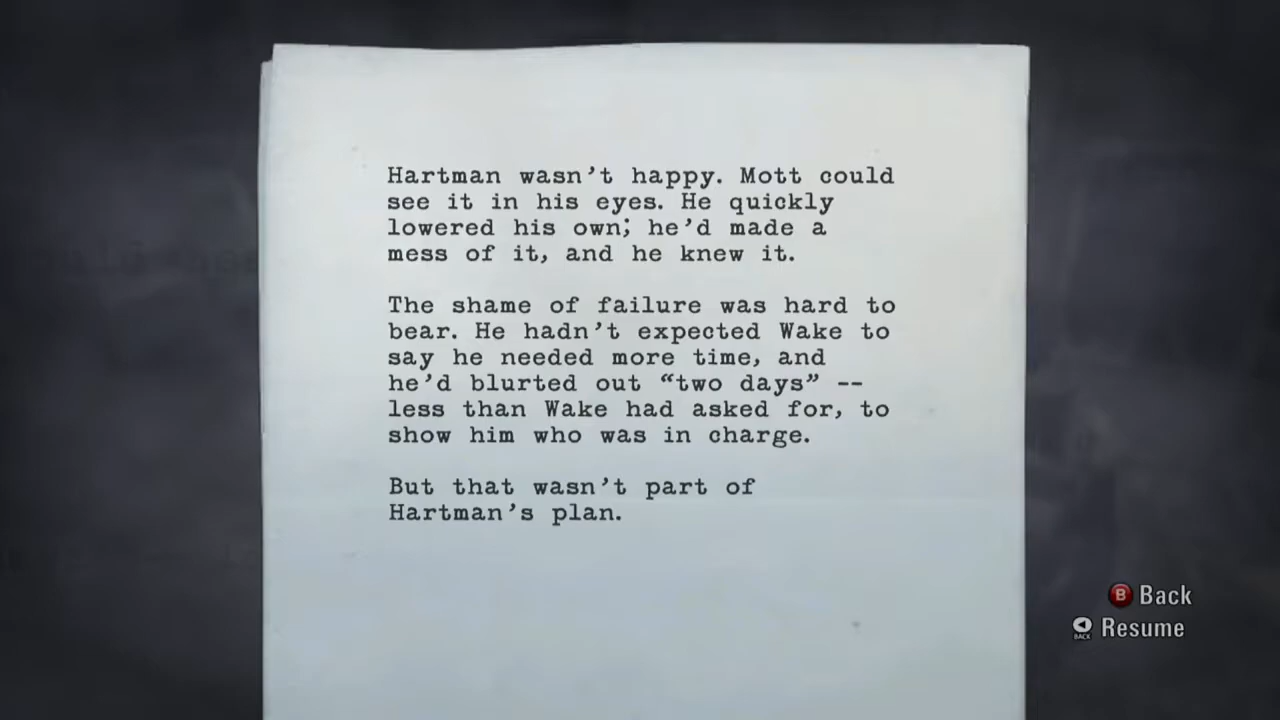 Hartman wasn’t happy. Mott could
see it in his eyes. He quickly
lowered his own; he’d made a
mess of it, and he knew it.
The shame of failure was hard to
bear. He hadn’t expected Wake to
say he needed more time, and
he’d blurted out “two days” --
less than Wake had asked for, to
show him who was in charge.
But that wasn’t part of
Hartman’s plan.
B Back
BACK Resume